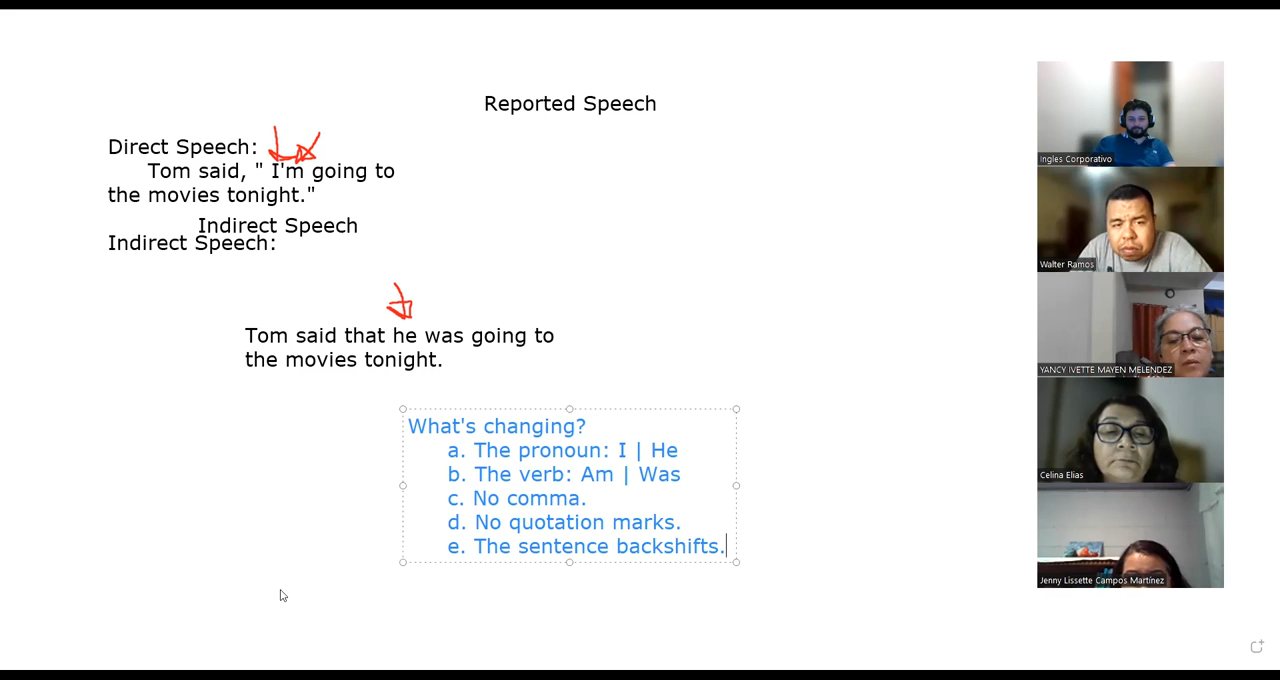 Reported Speech
Direct Speech:
Tom said, " I'm going to
the movies tonight."
Indirect Speech
Indirect Speech:
Tom said that he was going to
the movies tonight.
What's changing?
a. The pronoun: I | He
b. The verb: Am | Was
c. No comma.
d. No quotation marks.
e. The sentence backshifts.
Ingles Corporativo
Walter Ramos
YANCY IVETTE MAYEN MELENDEZ
Celina Elias
Jenny Lissette Campos Martínez